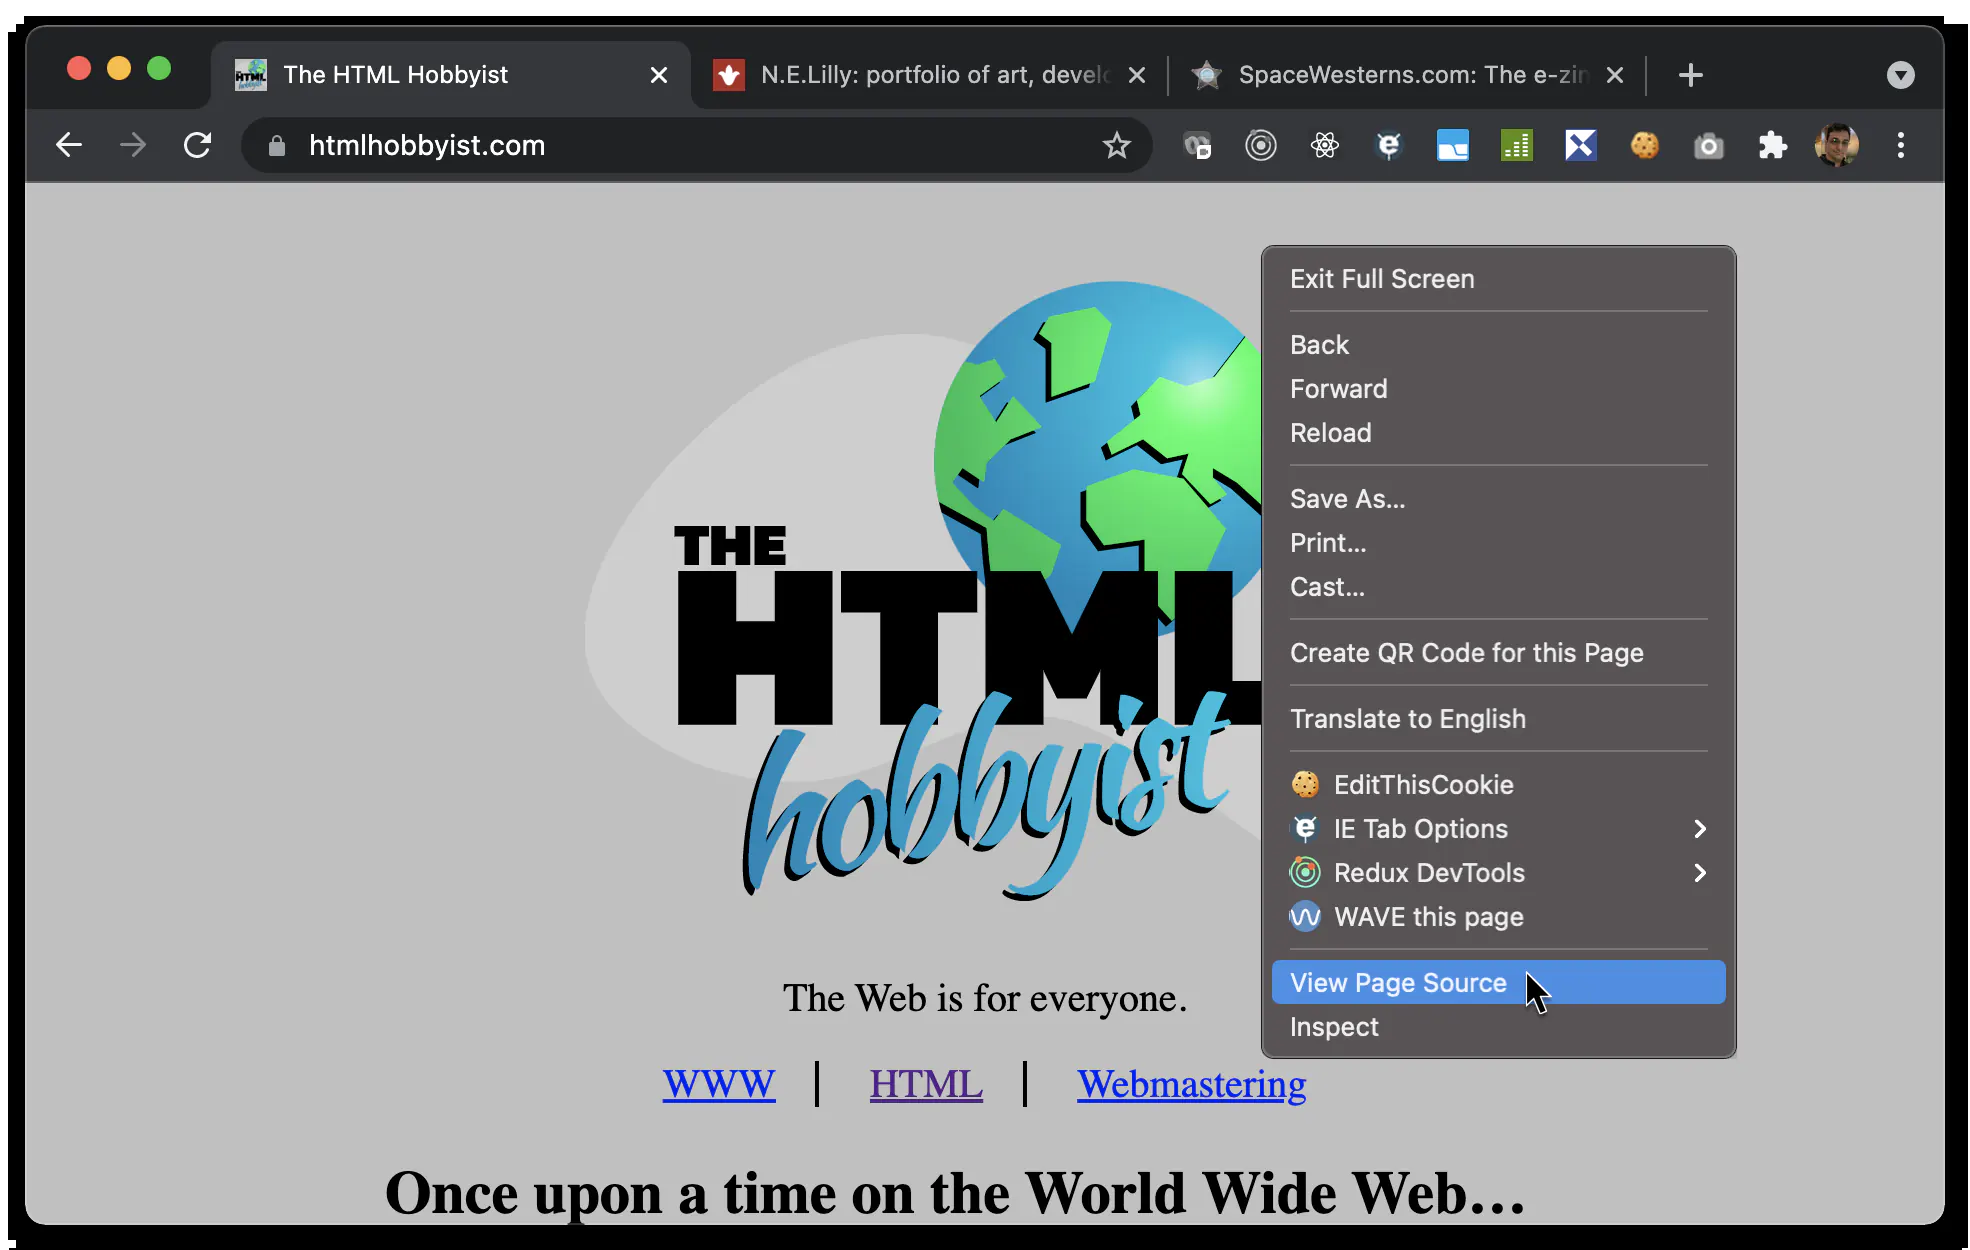 The HTML Hobbyist
N.E.Lilly: portfolio of art, develo
SpaceWesterns.com: The e-zin
htmlhobbyist.com
THE
HTML
hobbyist
The Web is for everyone.
WWW | HTML | Webmastering
Once upon a time on the World Wide Web…
Exit Full Screen
Back
Forward
Reload
Save As...
Print...
Cast...
Create QR Code for this Page
Translate to English
EditThisCookie
IE Tab Options
Redux DevTools
WAVE this page
View Page Source
Inspect